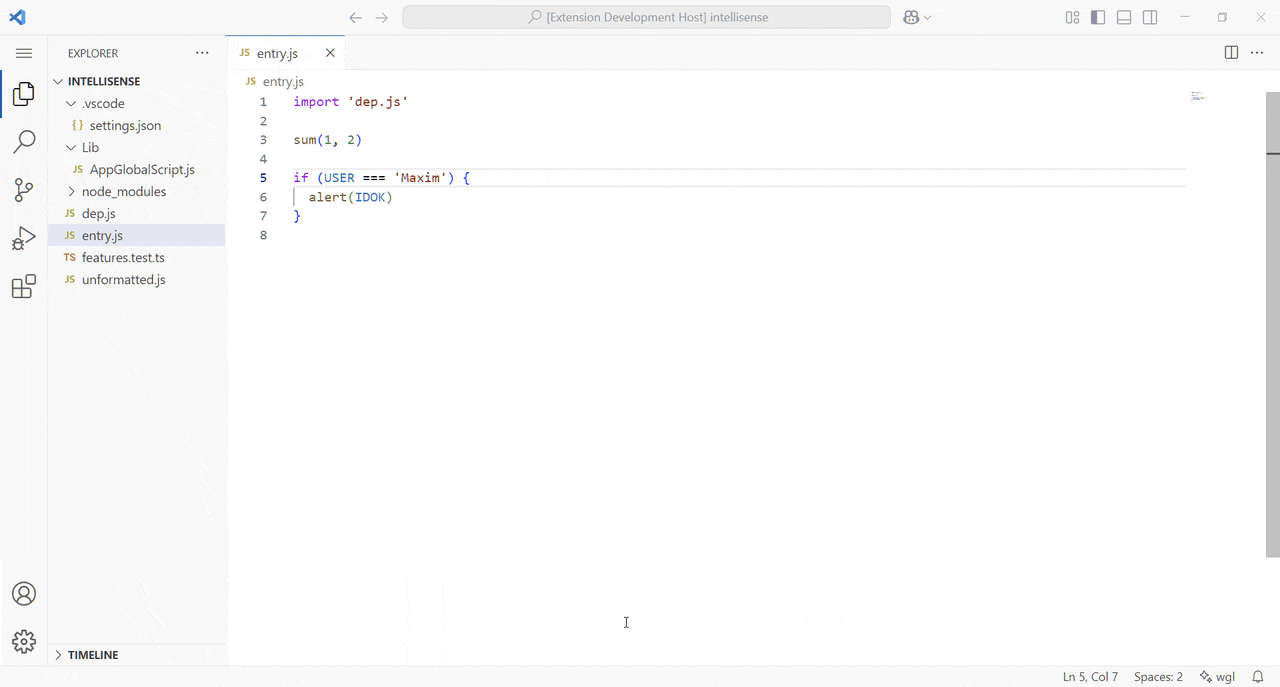 [Extension Development Host] intellisense
EXPLORER
INTELLISENSE
.vscode
{} settings.json
Lib
JS AppGlobalScript.js
node_modules
JS dep.js
JS entry.js
TS features.test.ts
JS unformatted.js
TIMELINE
JS entry.js
JS entry.js
1 import 'dep.js'
2
3 sum(1, 2)
4
5 if (USER === 'Maxim') {
6 alert(IDOK)
7 }
8
Ln 5, Col 7 Spaces: 2 wgl